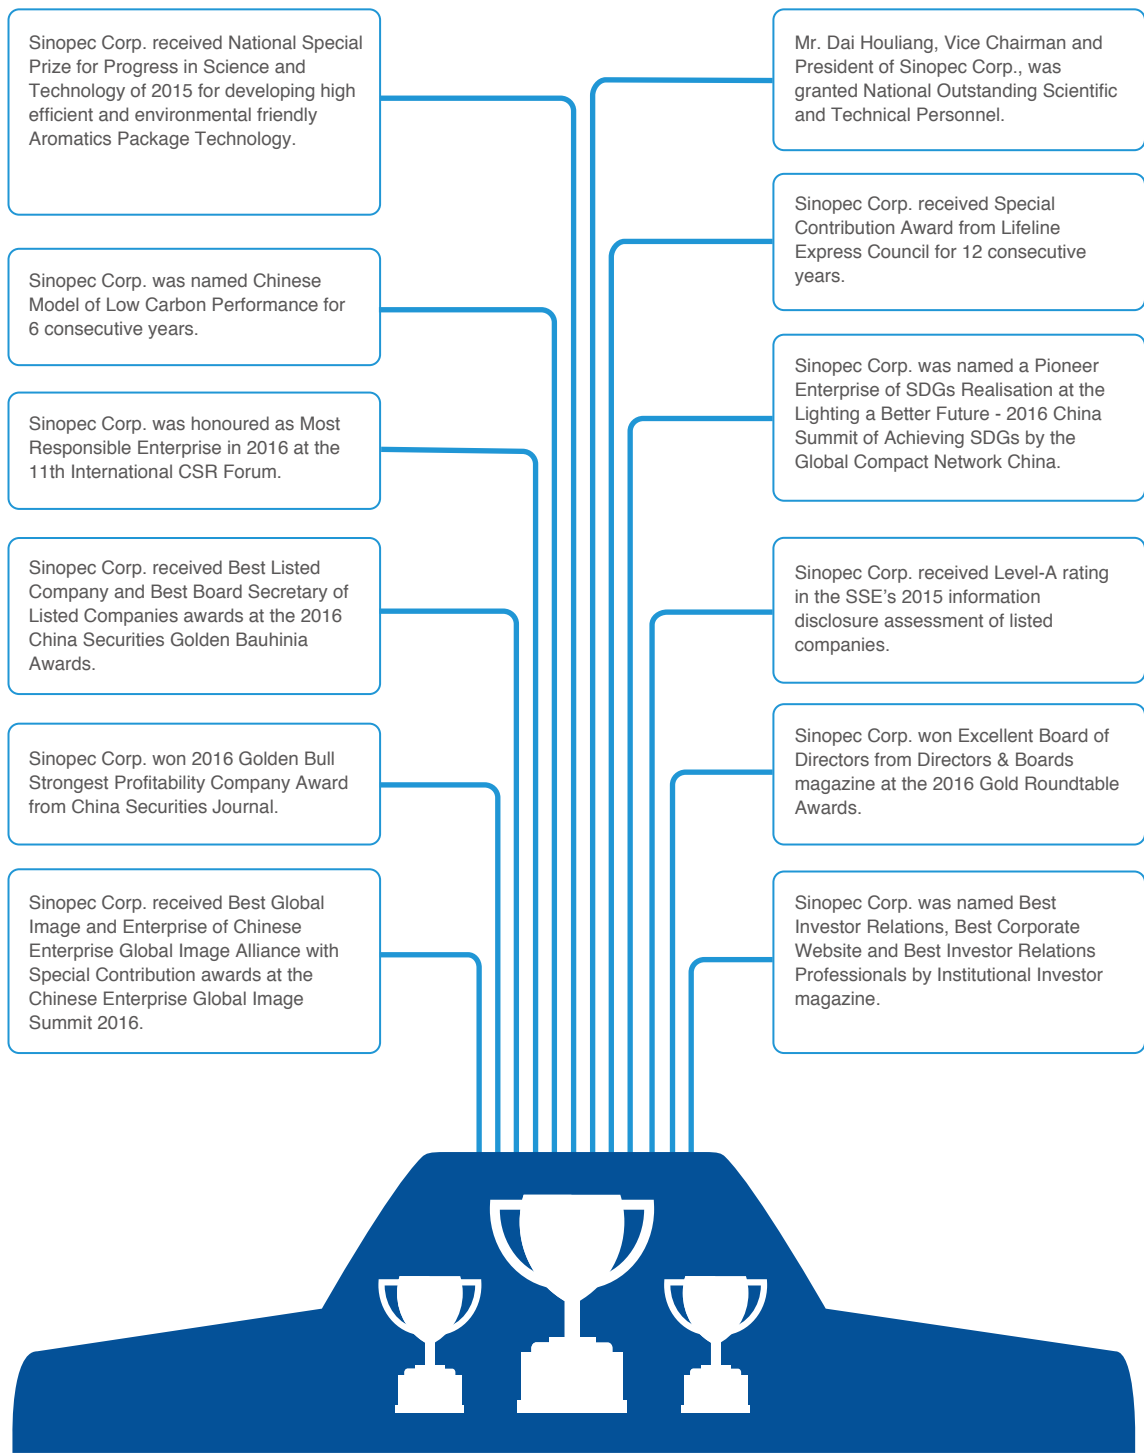 Sinopec Corp. received National Special
Prize for Progress in Science and
Technology of 2015 for developing high
efficient and environmental friendly
Aromatics Package Technology.
Sinopec Corp. was named Chinese
Model of Low Carbon Performance for
6 consecutive years.
Sinopec Corp. was honoured as Most
Responsible Enterprise in 2016 at the
11th International CSR Forum.
Sinopec Corp. received Best Listed
Company and Best Board Secretary of
Listed Companies awards at the 2016
China Securities Golden Bauhinia
Awards.
Sinopec Corp. won 2016 Golden Bull
Strongest Profitability Company Award
from China Securities Journal.
Sinopec Corp. received Best Global
Image and Enterprise of Chinese
Enterprise Global Image Alliance with
Special Contribution awards at the
Chinese Enterprise Global Image
Summit 2016.
Mr. Dai Houliang, Vice Chairman and
President of Sinopec Corp., was
granted National Outstanding Scientific
and Technical Personnel.
Sinopec Corp. received Special
Contribution Award from Lifeline
Express Council for 12 consecutive
years.
Sinopec Corp. was named a Pioneer
Enterprise of SDGs Realisation at the
Lighting a Better Future - 2016 China
Summit of Achieving SDGs by the
Global Compact Network China.
Sinopec Corp. received Level-A rating
in the SSE’s 2015 information
disclosure assessment of listed
companies.
Sinopec Corp. won Excellent Board of
Directors from Directors & Boards
magazine at the 2016 Gold Roundtable
Awards.
Sinopec Corp. was named Best
Investor Relations, Best Corporate
Website and Best Investor Relations
Professionals by Institutional Investor
magazine.